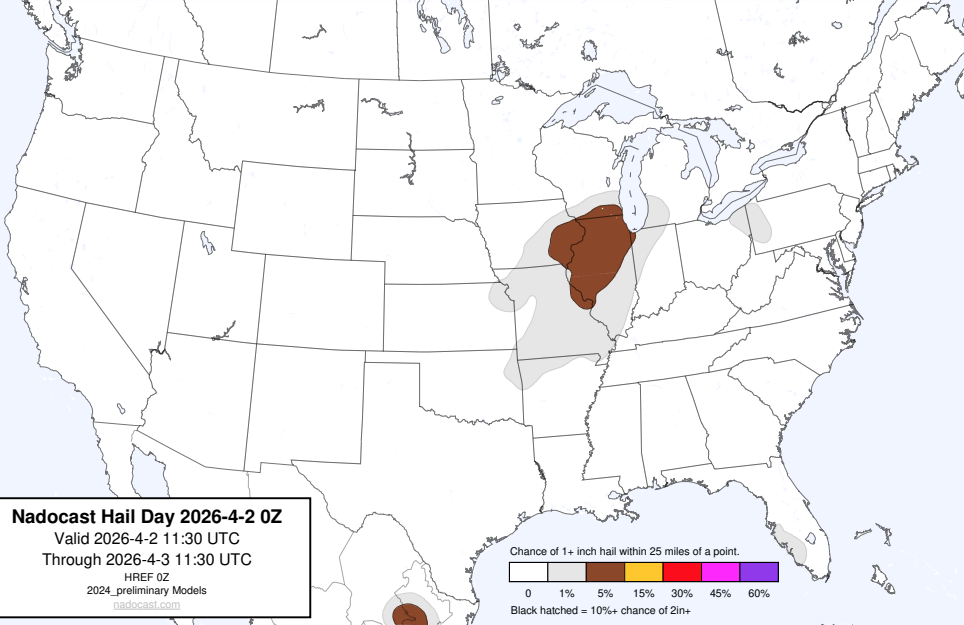 Nadocast Hail Day 2026-4-2 0Z
Valid 2026-4-2 11:30 UTC
Through 2026-4-3 11:30 UTC
HREF 0Z
2024_preliminary Models
nadocast.com
Chance of 1+ inch hail within 25 miles of a point.
0 1% 5% 15% 30% 45% 60%
Black hatched = 10%+ chance of 2in+